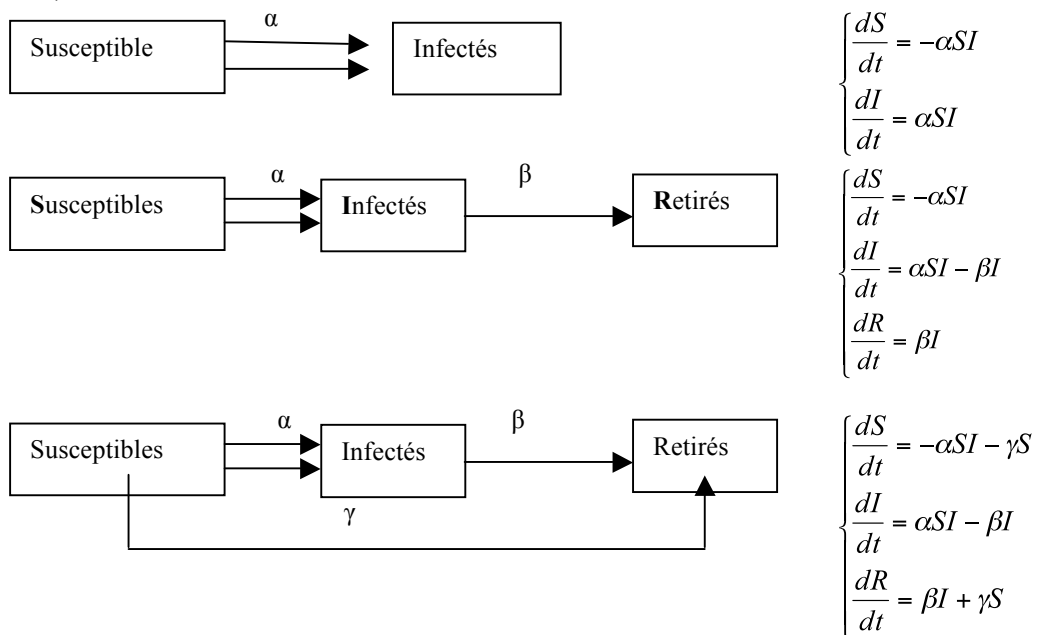 α
Susceptible
Infectés
dS/dt = -αSI
dI/dt = αSI
α
β
Susceptibles
Infectés
Retirés
dS/dt = -αSI
dI/dt = αSI - βI
dR/dt = βI
α
β
Susceptibles
Infectés
Retirés
γ
dS/dt = -αSI - γS
dI/dt = αSI - βI
dR/dt = βI + γS